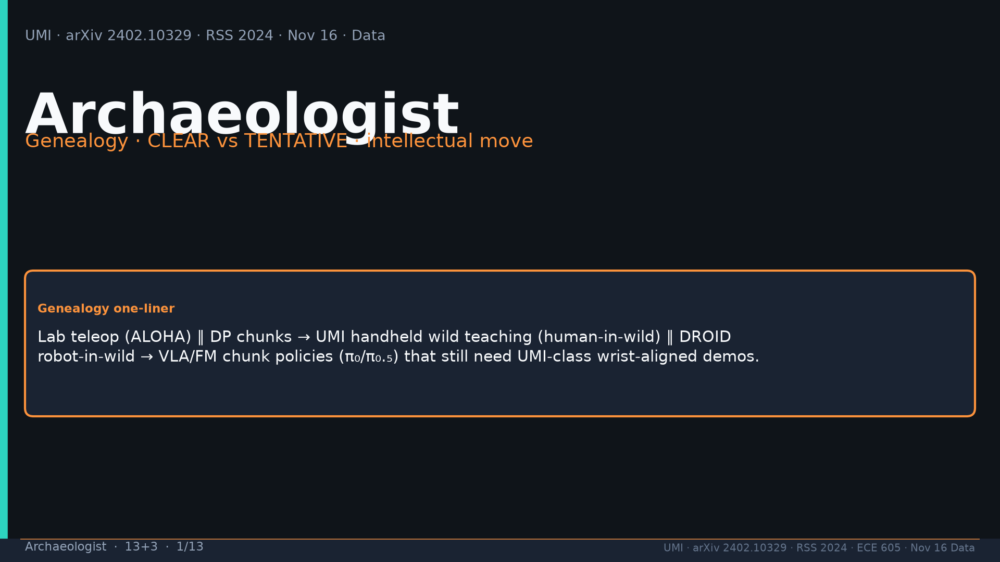 UMI · arXiv 2402.10329 · RSS 2024 · Nov 16 · Data
Archaeologist
Genealogy · CLEAR vs TENTATIVE · intellectual move
Genealogy one-liner
Lab teleop (ALOHA) ‖ DP chunks → UMI handheld wild teaching (human-in-wild) ‖ DROID
robot-in-wild → VLA/FM chunk policies (π₀/π₀.₅) that still need UMI-class wrist-aligned demos.
Archaeologist · 13+3 · 1/13
UMI · arXiv 2402.10329 · RSS 2024 · ECE 605 · Nov 16 Data